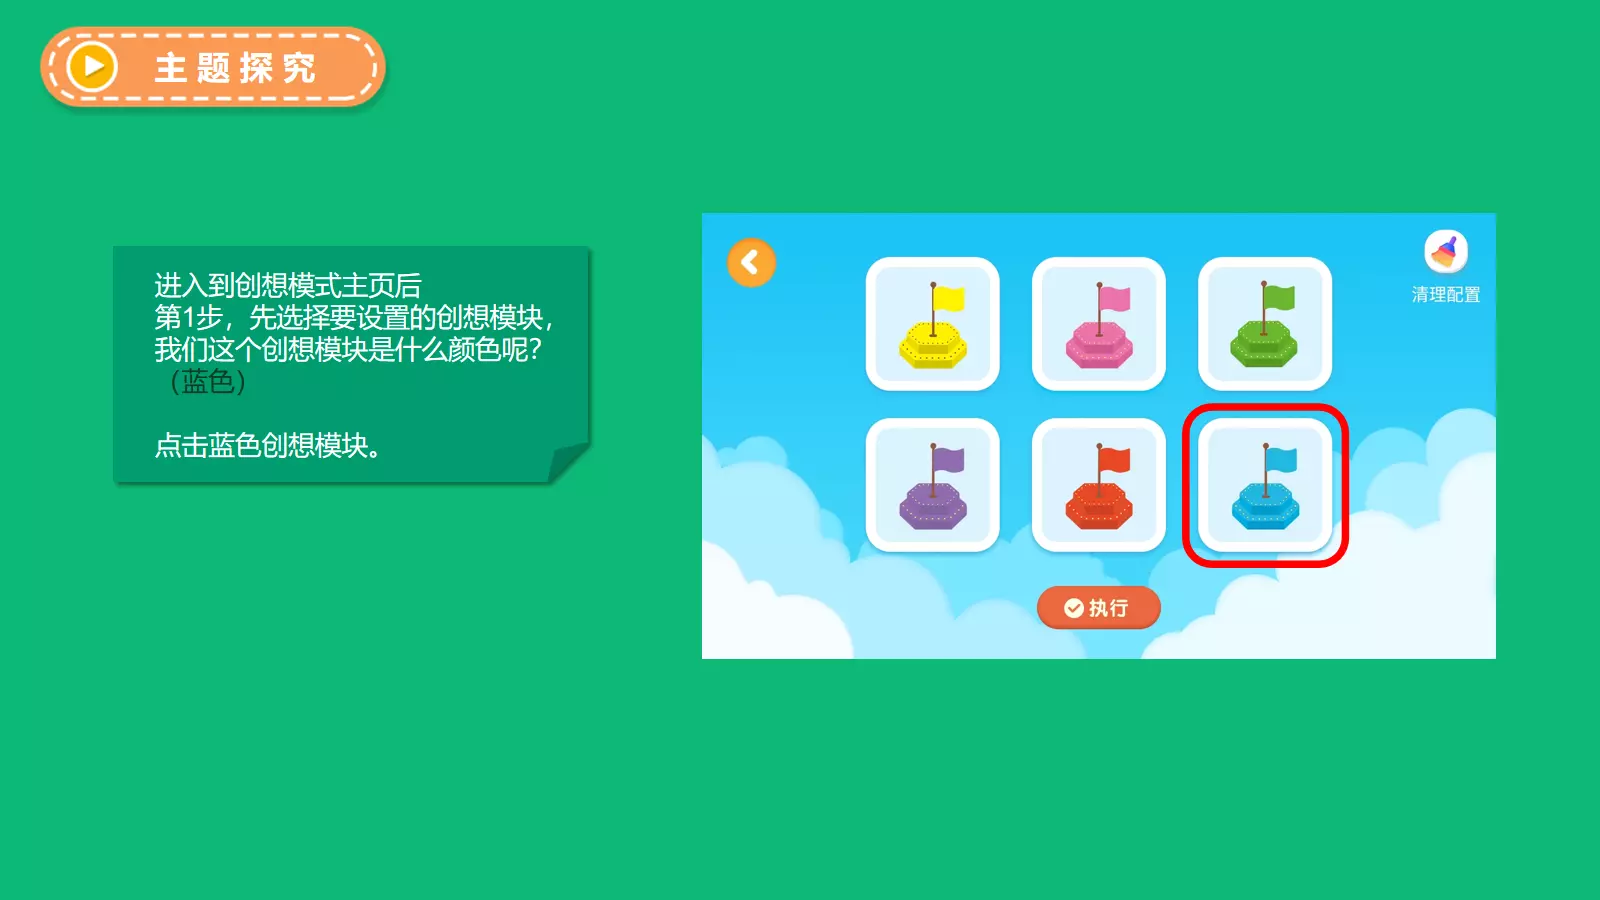 主题探究
进入到创想模式主页后
第1步，先选择要设置的创想模块，
我们这个创想模块是什么颜色呢？
（蓝色）
点击蓝色创想模块。
清理配置
执行